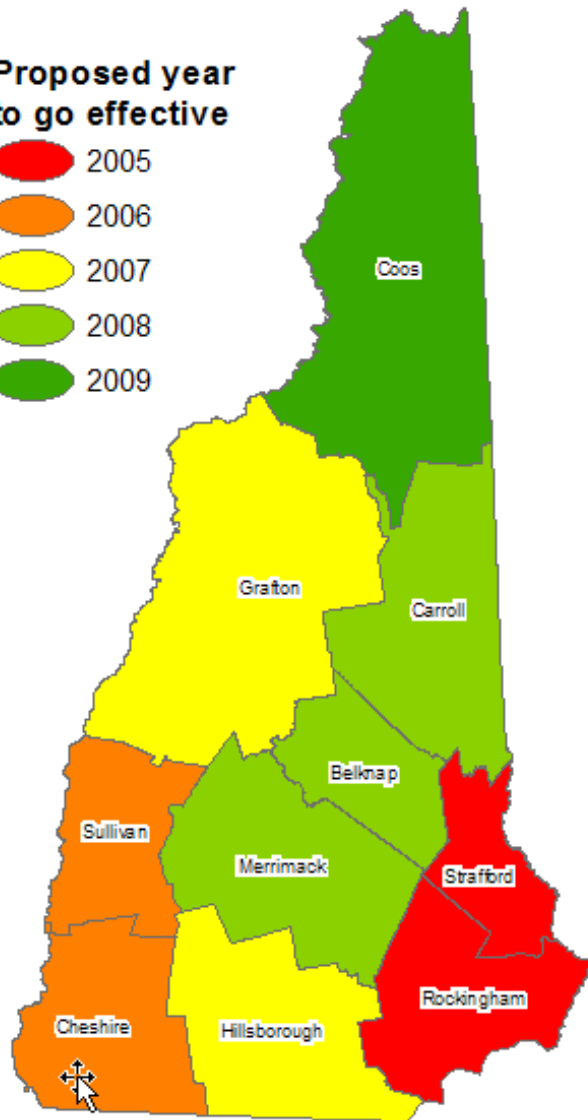 Proposed year
to go effective
2005
2006
2007
2008
2009
Coos
Grafton
Carroll
Belknap
Sullivan
Merrimack
Strafford
Rockingham
Cheshire
Hillsborough